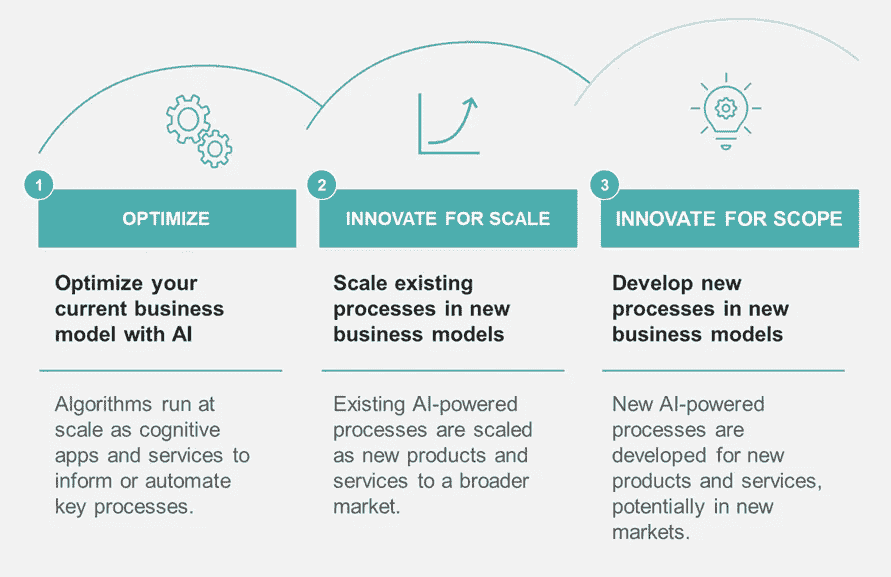 1
OPTIMIZE
Optimize your
current business
model with AI
Algorithms run at
scale as cognitive
apps and services to
inform or automate
key processes.
2
INNOVATE FOR SCALE
Scale existing
processes in new
business models
Existing AI-powered
processes are scaled
as new products and
services to a broader
market.
3
INNOVATE FOR SCOPE
Develop new
processes in new
business models
New AI-powered
processes are
developed for new
products and services,
potentially in new
markets.